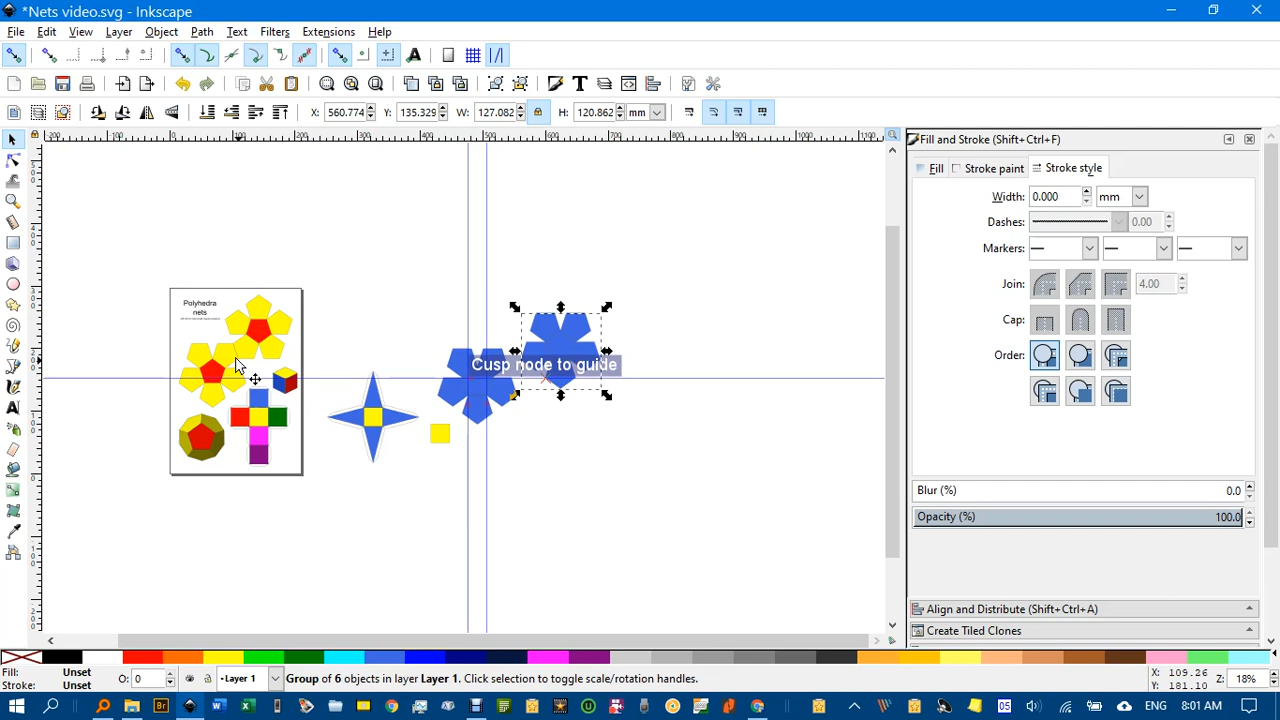 *Nets video.svg - Inkscape
File Edit View Layer Object Path Text Filters Extensions Help
X: 560.774 Y: 135.329 W: 127.082 H: 120.862 mm
Fill and Stroke (Shift+Ctrl+F)
Fill Stroke paint Stroke style
Width: 0.000 mm
Dashes: 0.00
Markers:
Join: 4.00
Cap:
Order:
Polyhedra
nets
Cusp node to guide
Blur (%) 0.0
Opacity (%) 100.0
Align and Distribute (Shift+Ctrl+A)
Create Tiled Clones
Fill: Unset
Stroke: Unset
O: 0
Layer 1
Group of 6 objects in layer Layer 1. Click selection to toggle scale/rotation handles.
X: 109.26
Y: 181.10
Z: 18%
ENG 8:01 AM